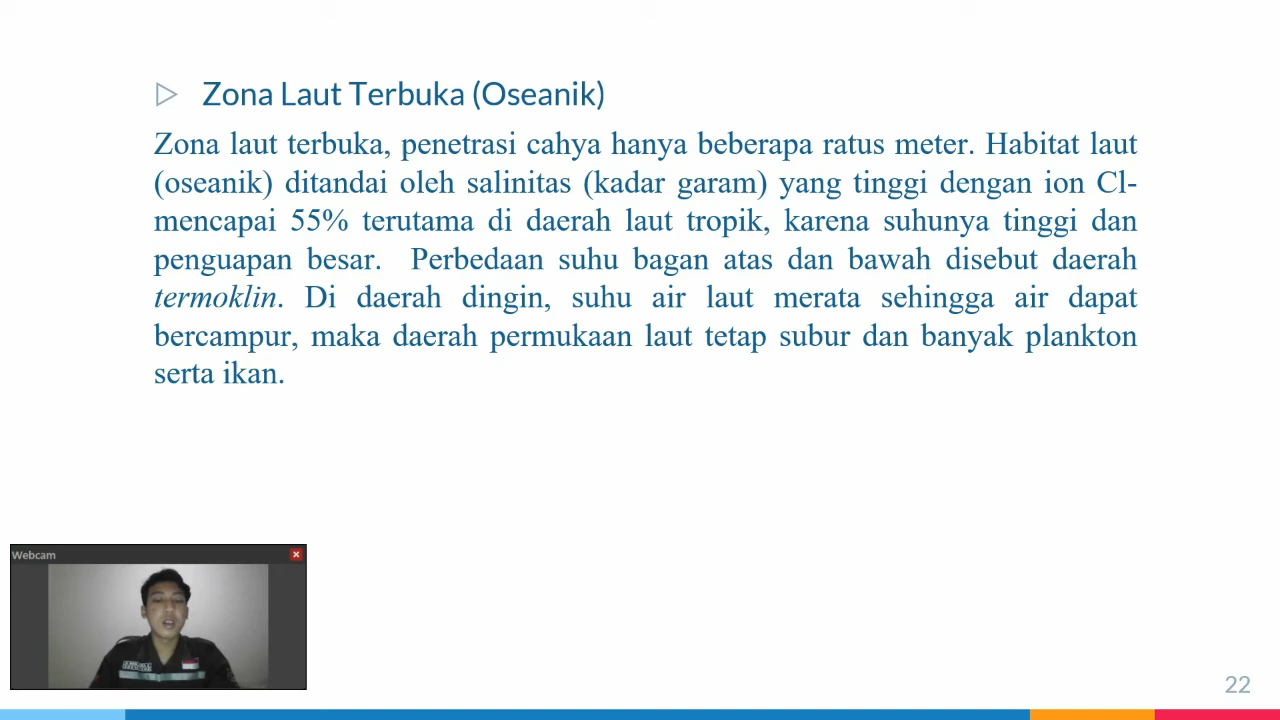 Zona Laut Terbuka (Oseanik)
Zona laut terbuka, penetrasi cahya hanya beberapa ratus meter. Habitat laut
(oseanik) ditandai oleh salinitas (kadar garam) yang tinggi dengan ion Cl-
mencapai 55% terutama di daerah laut tropik, karena suhunya tinggi dan
penguapan besar. Perbedaan suhu bagan atas dan bawah disebut daerah
termoklin. Di daerah dingin, suhu air laut merata sehingga air dapat
bercampur, maka daerah permukaan laut tetap subur dan banyak plankton
serta ikan.
Webcam
22